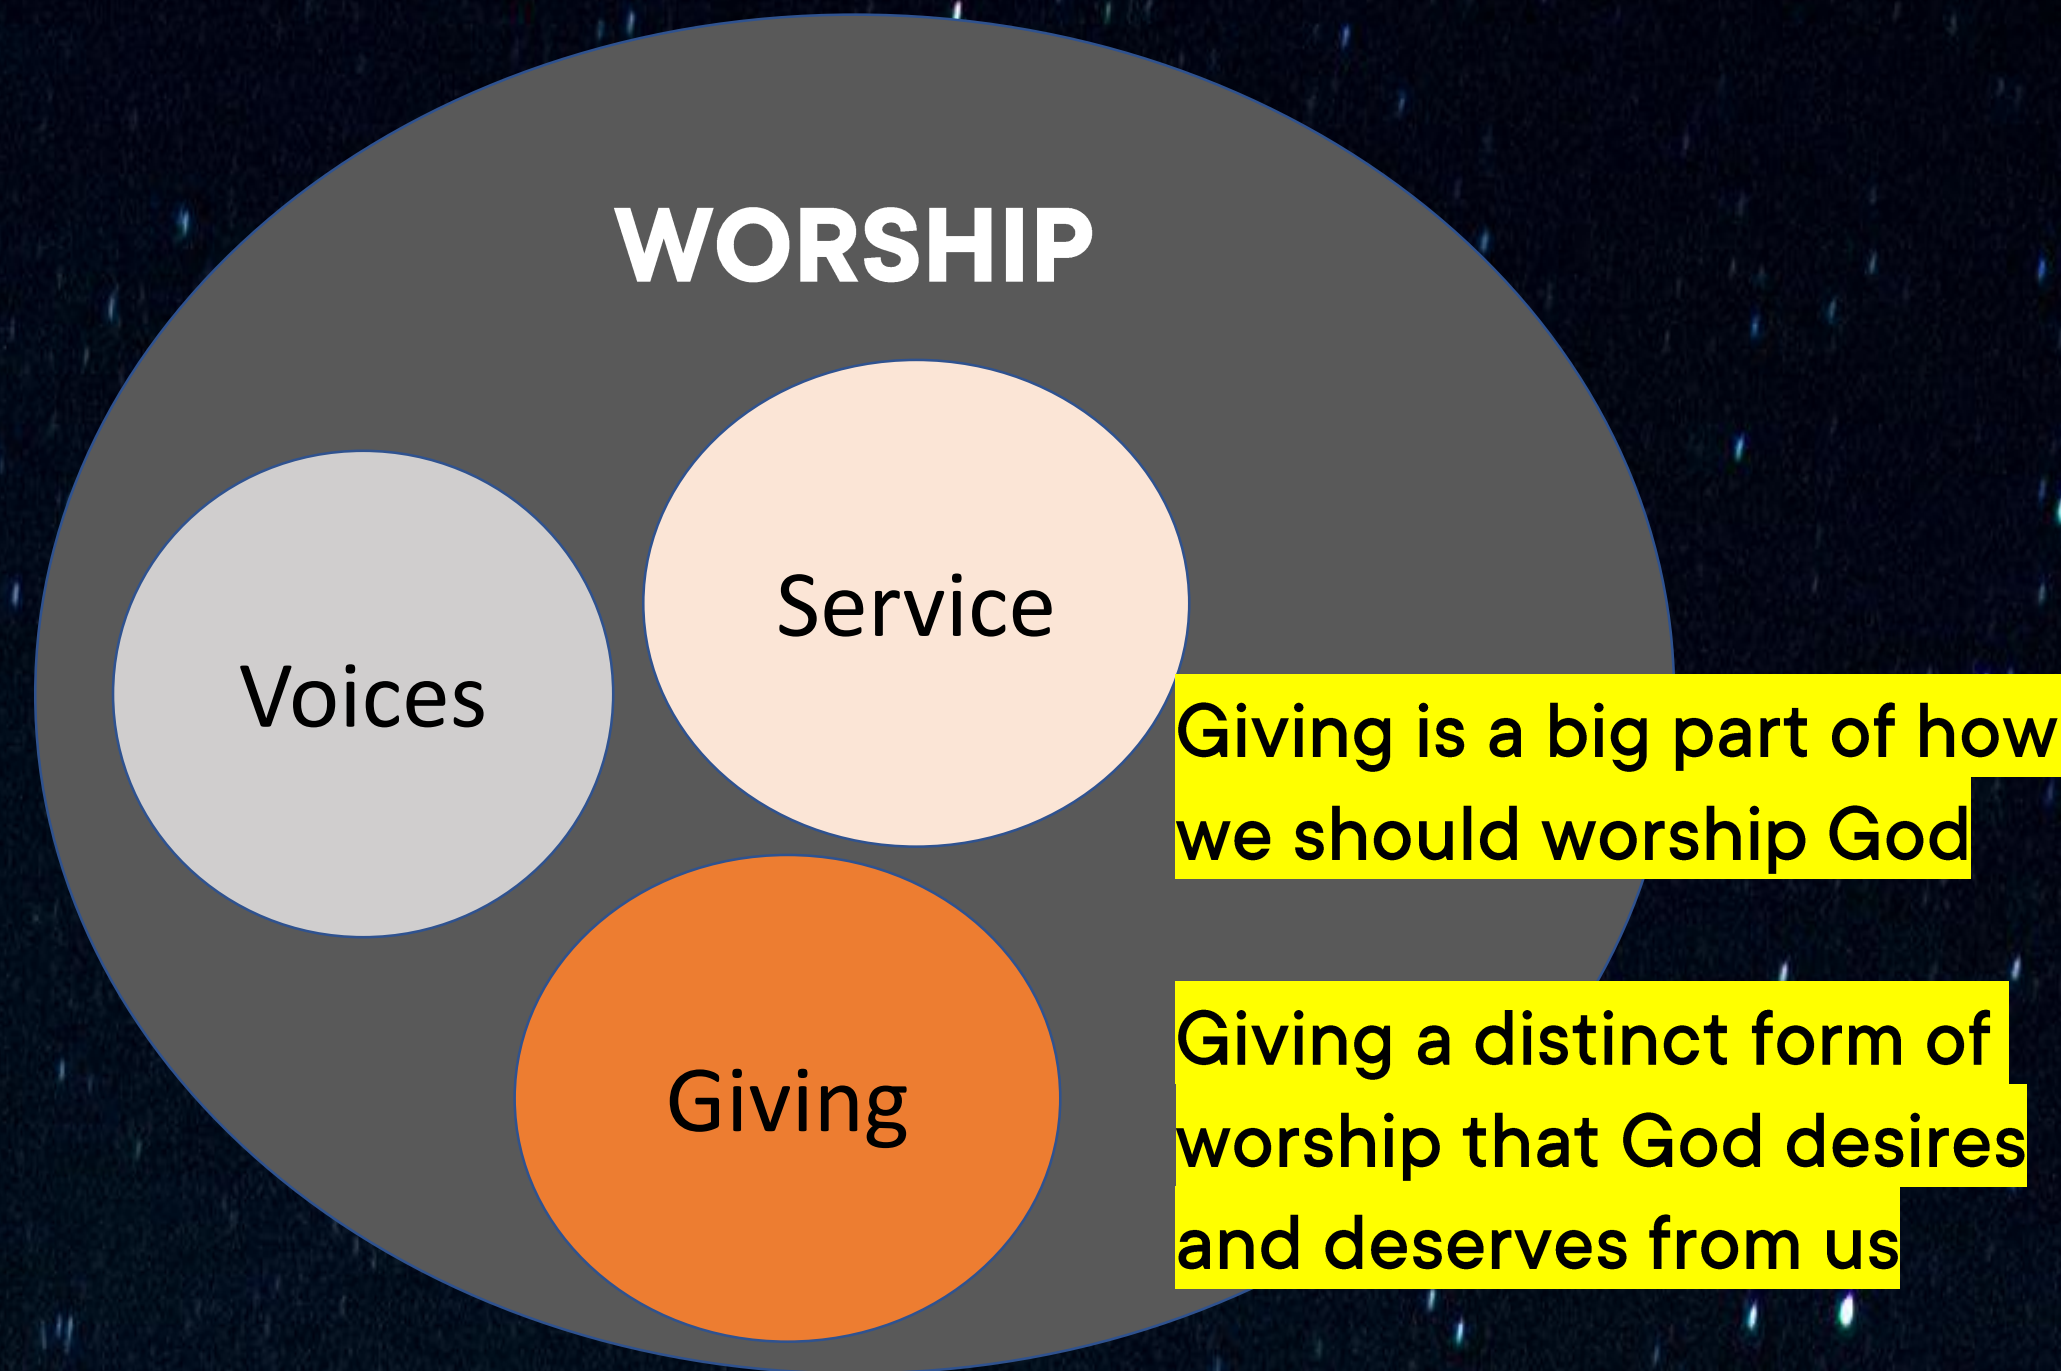 WORSHIP
Service
Voices
Giving is a big part of how
we should worship God
Giving
Giving a distinct form of
worship that God desires
and deserves from us